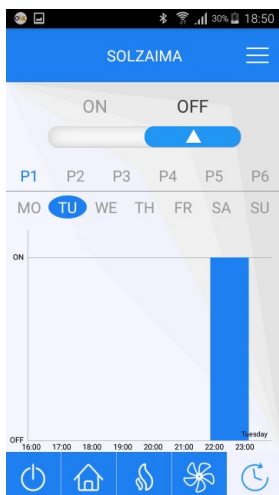 30% 18:50
SOLZAIMA
ON OFF
P1 P2 P3 P4 P5 P6
MO TU WE TH FR SA SU
ON
Tuesday
OFF
16:00 17:00 18:00 19:00 20:00 21:00 22:00 23:00